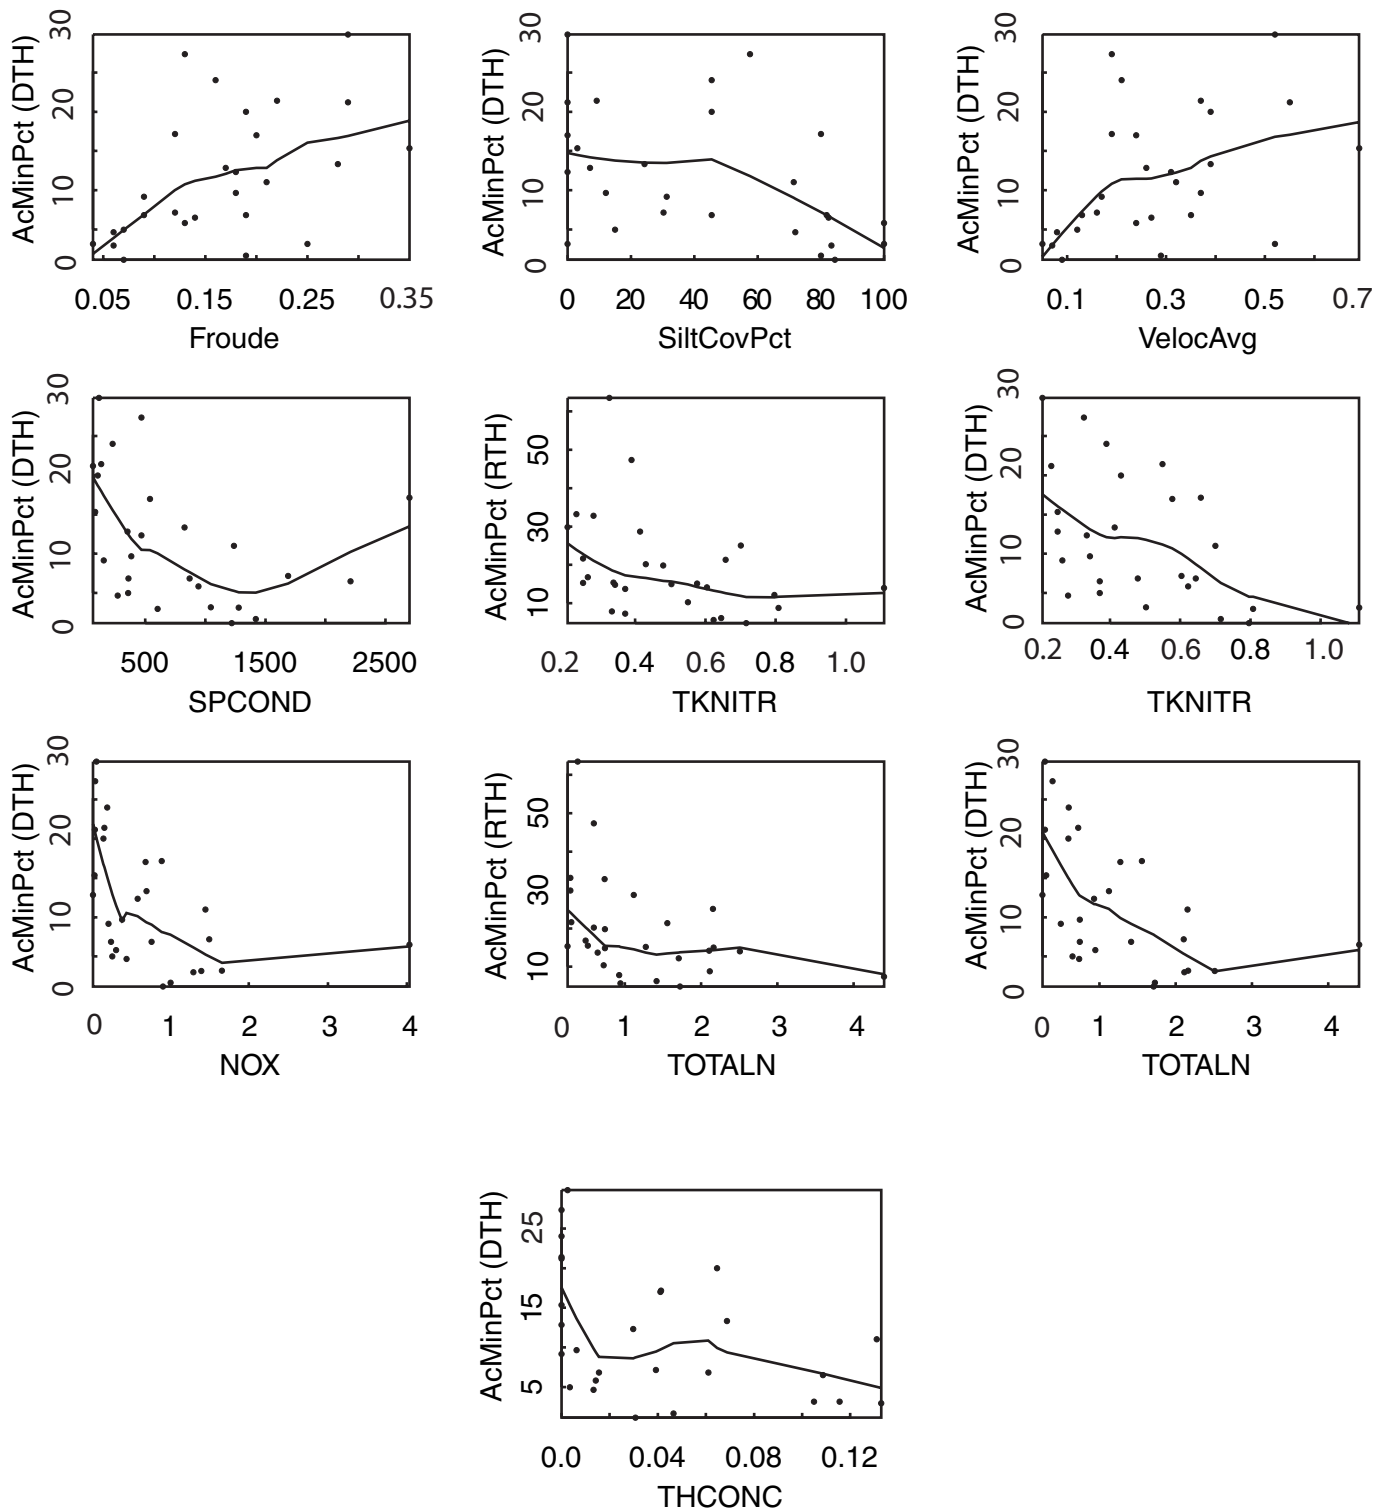 AcMinPct (DTH)
30
20
10
0
0.05 0.15 0.25 0.35
Froude
AcMinPct (DTH)
30
20
10
0
0 20 40 60 80 100
SiltCovPct
AcMinPct (DTH)
30
20
10
0
0.1 0.3 0.5 0.7
VelocAvg
AcMinPct (DTH)
30
20
10
0
500 1500 2500
SPCOND
AcMinPct (RTH)
50
30
10
0.2 0.4 0.6 0.8 1.0
TKNITR
AcMinPct (DTH)
30
20
10
0
0.2 0.4 0.6 0.8 1.0
TKNITR
AcMinPct (DTH)
30
20
10
0
0 1 2 3 4
NOX
AcMinPct (RTH)
50
30
10
0 1 2 3 4
TOTALN
AcMinPct (DTH)
30
20
10
0
0 1 2 3 4
TOTALN
AcMinPct (DTH)
25
15
5
0.0 0.04 0.08 0.12
THCONC